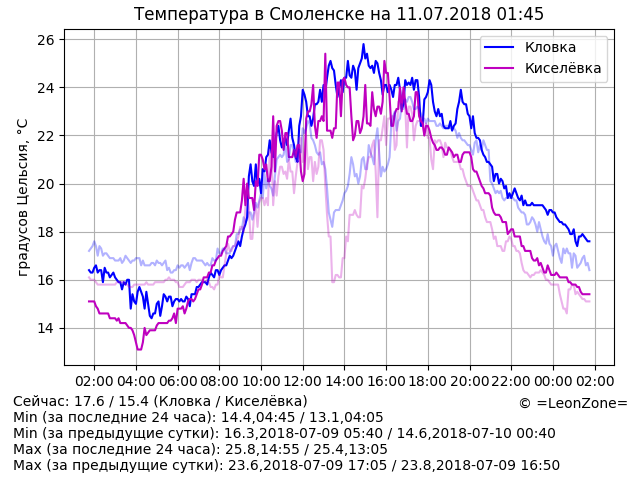 Температура в Смоленске на 11.07.2018 01:45
градусов Цельсия, °C
26
24
22
20
18
16
14
Кловка
Киселёвка
02:00 04:00 06:00 08:00 10:00 12:00 14:00 16:00 18:00 20:00 22:00 00:00 02:00
Сейчас: 17.6 / 15.4 (Кловка / Киселёвка)
© =LeonZone=
Min (за последние 24 часа): 14.4,04:45 / 13.1,04:05
Min (за предыдущие сутки): 16.3,2018-07-09 05:40 / 14.6,2018-07-10 00:40
Max (за последние 24 часа): 25.8,14:55 / 25.4,13:05
Max (за предыдущие сутки): 23.6,2018-07-09 17:05 / 23.8,2018-07-09 16:50